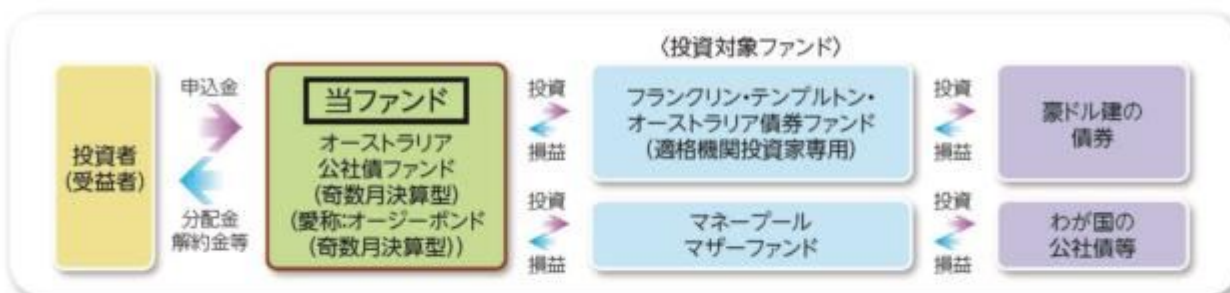 〈投資対象ファンド〉
投資者
(受益者)
申込金
分配金
解約金等
当ファンド
オーストラリア
公社債ファンド
(奇数月決算型)
(愛称:オージーボンド
(奇数月決算型))
投資
損益
フランクリン・テンプルトン・
オーストラリア債券ファンド
(適格機関投資家専用)
投資
損益
豪ドル建の
債券
投資
損益
マネープール
マザーファンド
投資
損益
わが国の
公社債等